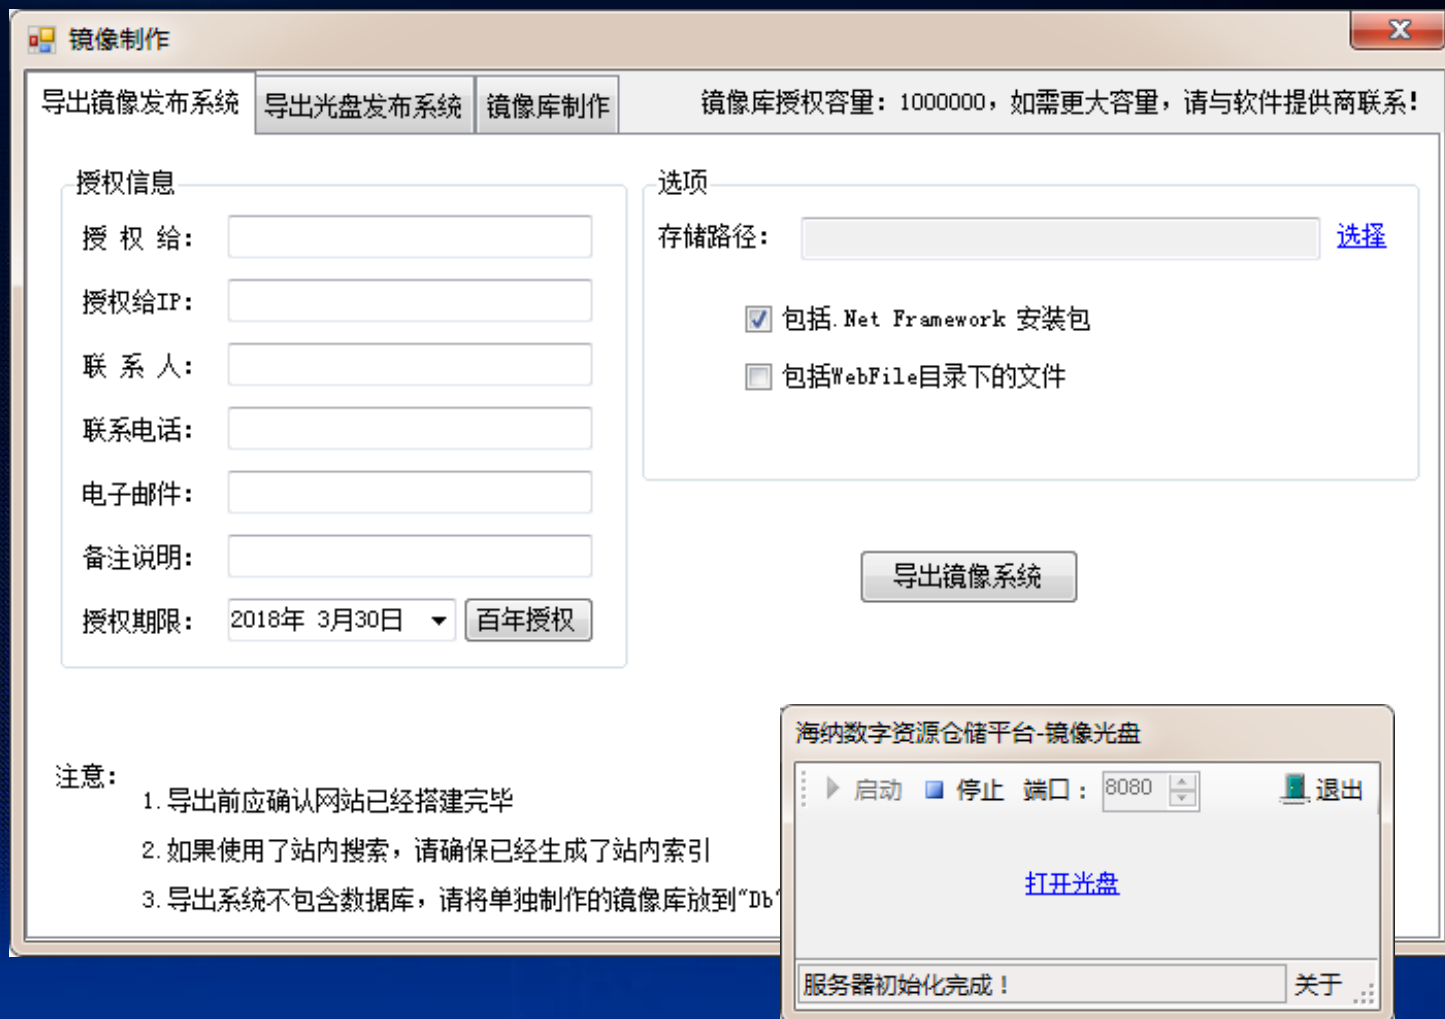 镜像制作
导出镜像发布系统 导出光盘发布系统 镜像库制作 镜像库授权容量：1000000，如需更大容量，请与软件提供商联系！
授权信息
授 权 给：
授权给IP：
联 系 人：
联系电话：
电子邮件：
备注说明：
授权期限： 2018年 3月30日 百年授权
选项
存储路径： 选择
包括.Net Framework 安装包
包括WebFile目录下的文件
导出镜像系统
注意：
1.导出前应确认网站已经搭建完毕
2.如果使用了站内搜索，请确保已经生成了站内索引
3.导出系统不包含数据库，请将单独制作的镜像库放到"Db"
海纳数字资源仓储平台-镜像光盘
启动 停止 端口： 8080 退出
打开光盘
服务器初始化完成！ 关于